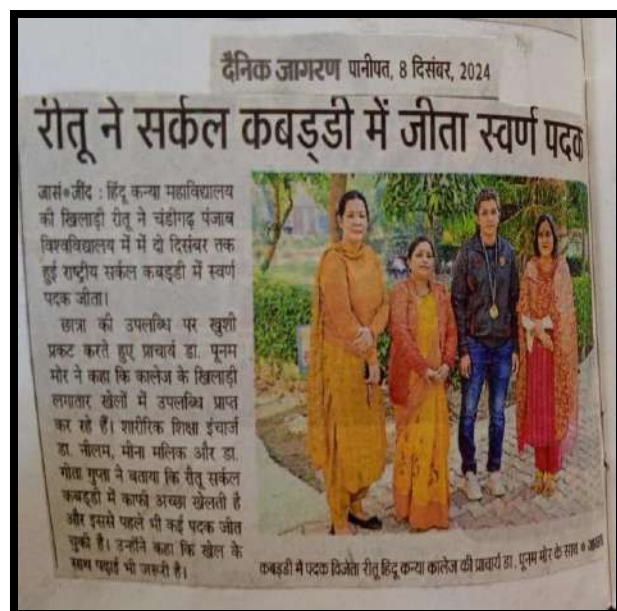 दैनिक जागरण पानीपत, 8 दिसंबर, 2024
रीतू ने सर्कल कबड्डी में जीता स्वर्ण पदक
जासं•जींद : हिंदू कन्या महाविद्यालय
की खिलाड़ी रीतू ने चंडीगढ़ पंजाब
विश्वविद्यालय में में दो दिसंबर तक
हुई राष्ट्रीय सर्कल कबड्डी में स्वर्ण
पदक जीता।
छात्रा की उपलब्धि पर खुशी
प्रकट करते हुए प्राचार्य डा. पूनम
मोर ने कहा कि कालेज के खिलाड़ी
लगातार खेलों में उपलब्धि प्राप्त
कर रहे हैं। शारीरिक शिक्षा इंचार्ज
डा. नीलम, मीना मलिक और डा.
गीता गुप्ता ने बताया कि रीतू सर्कल
कबड्डी में काफी अच्छा खेलती है
और इससे पहले भी कई पदक जीत
चुकी है। उन्होंने कहा कि खेल के
साथ पढ़ाई भी जरूरी है।
कबड्डी में पदक विजेता रीतू हिंदू कन्या कालेज की प्राचार्य डा. पूनम मोर के साथ • जागरण